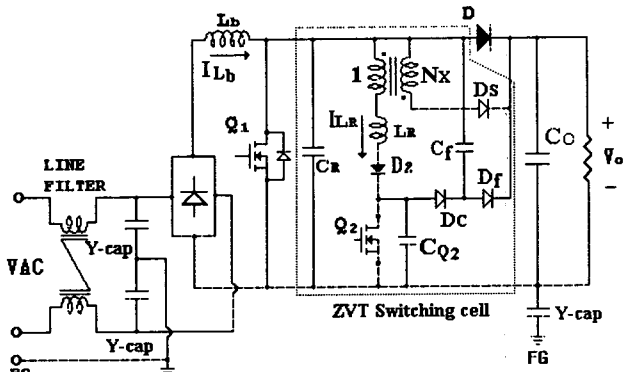 Lb
ILb
D
1
NX
DS
ILR
LR
Q1
CR
Cf
CO
+
Vo
-
D2
LINE
FILTER
DC
Df
Q2
CQ2
Y-cap
VAC
ZVT Switching cell
Y-cap
Y-cap
FG